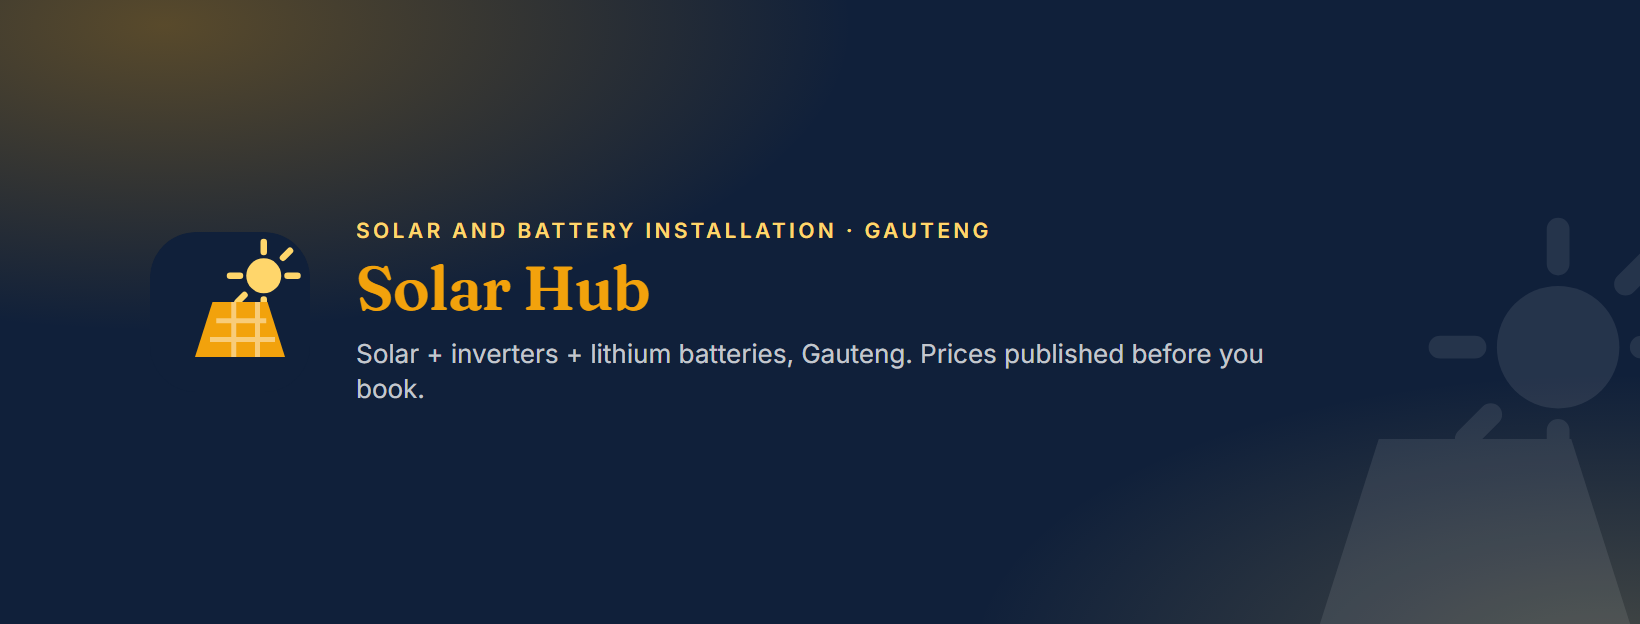 SOLAR AND BATTERY INSTALLATION · GAUTENG
Solar Hub
Solar + inverters + lithium batteries, Gauteng. Prices published before you
book.